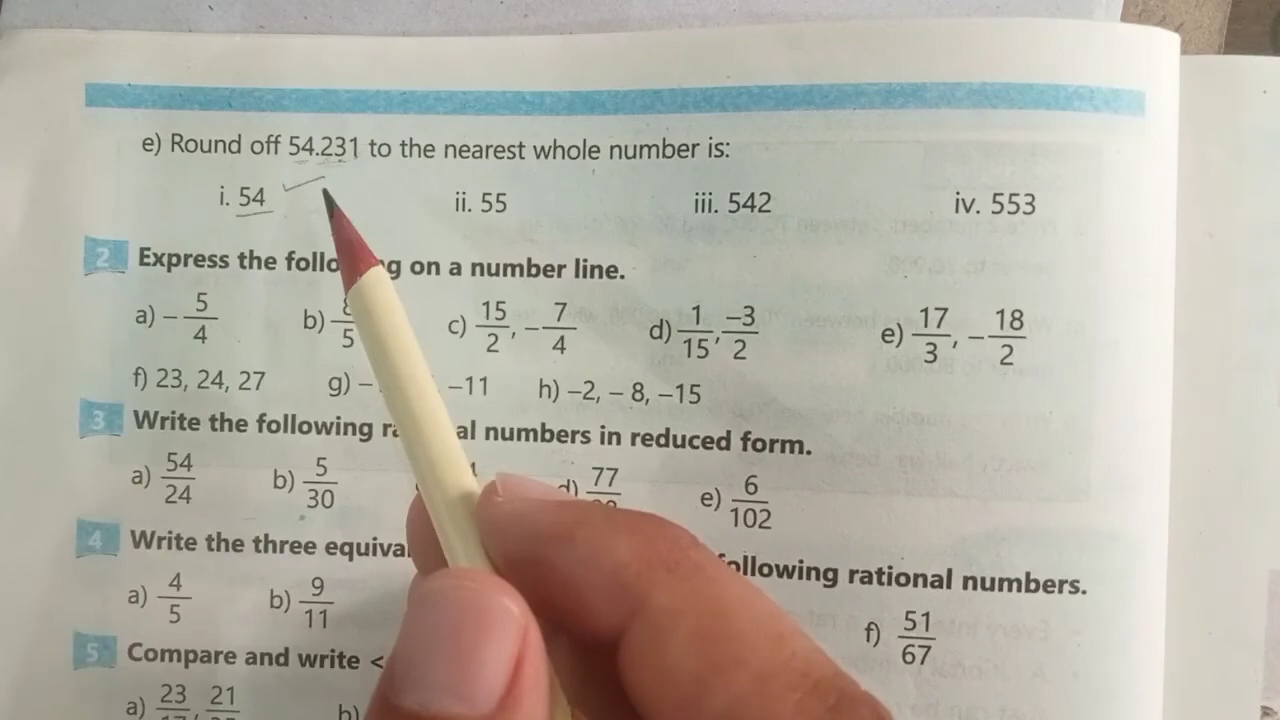 e) Round off 54.231 to the nearest whole number is:
i. 54 ii. 55 iii. 542 iv. 553
2 Express the following on a number line.
a) -5/4 b) /5 c) 15/2, -7/4 d) 1/15, -3/2 e) 17/3, -18/2
f) 23, 24, 27 g) – –11 h) –2, – 8, –15
3 Write the following al numbers in reduced form.
a) 54/24 b) 5/30 d) 77/ e) 6/102
4 Write the three ollowing rational numbers.
a) 4/5 b) 9/11 f) 51/67
5 Compare and write <
a) 23/ , 21/ b)